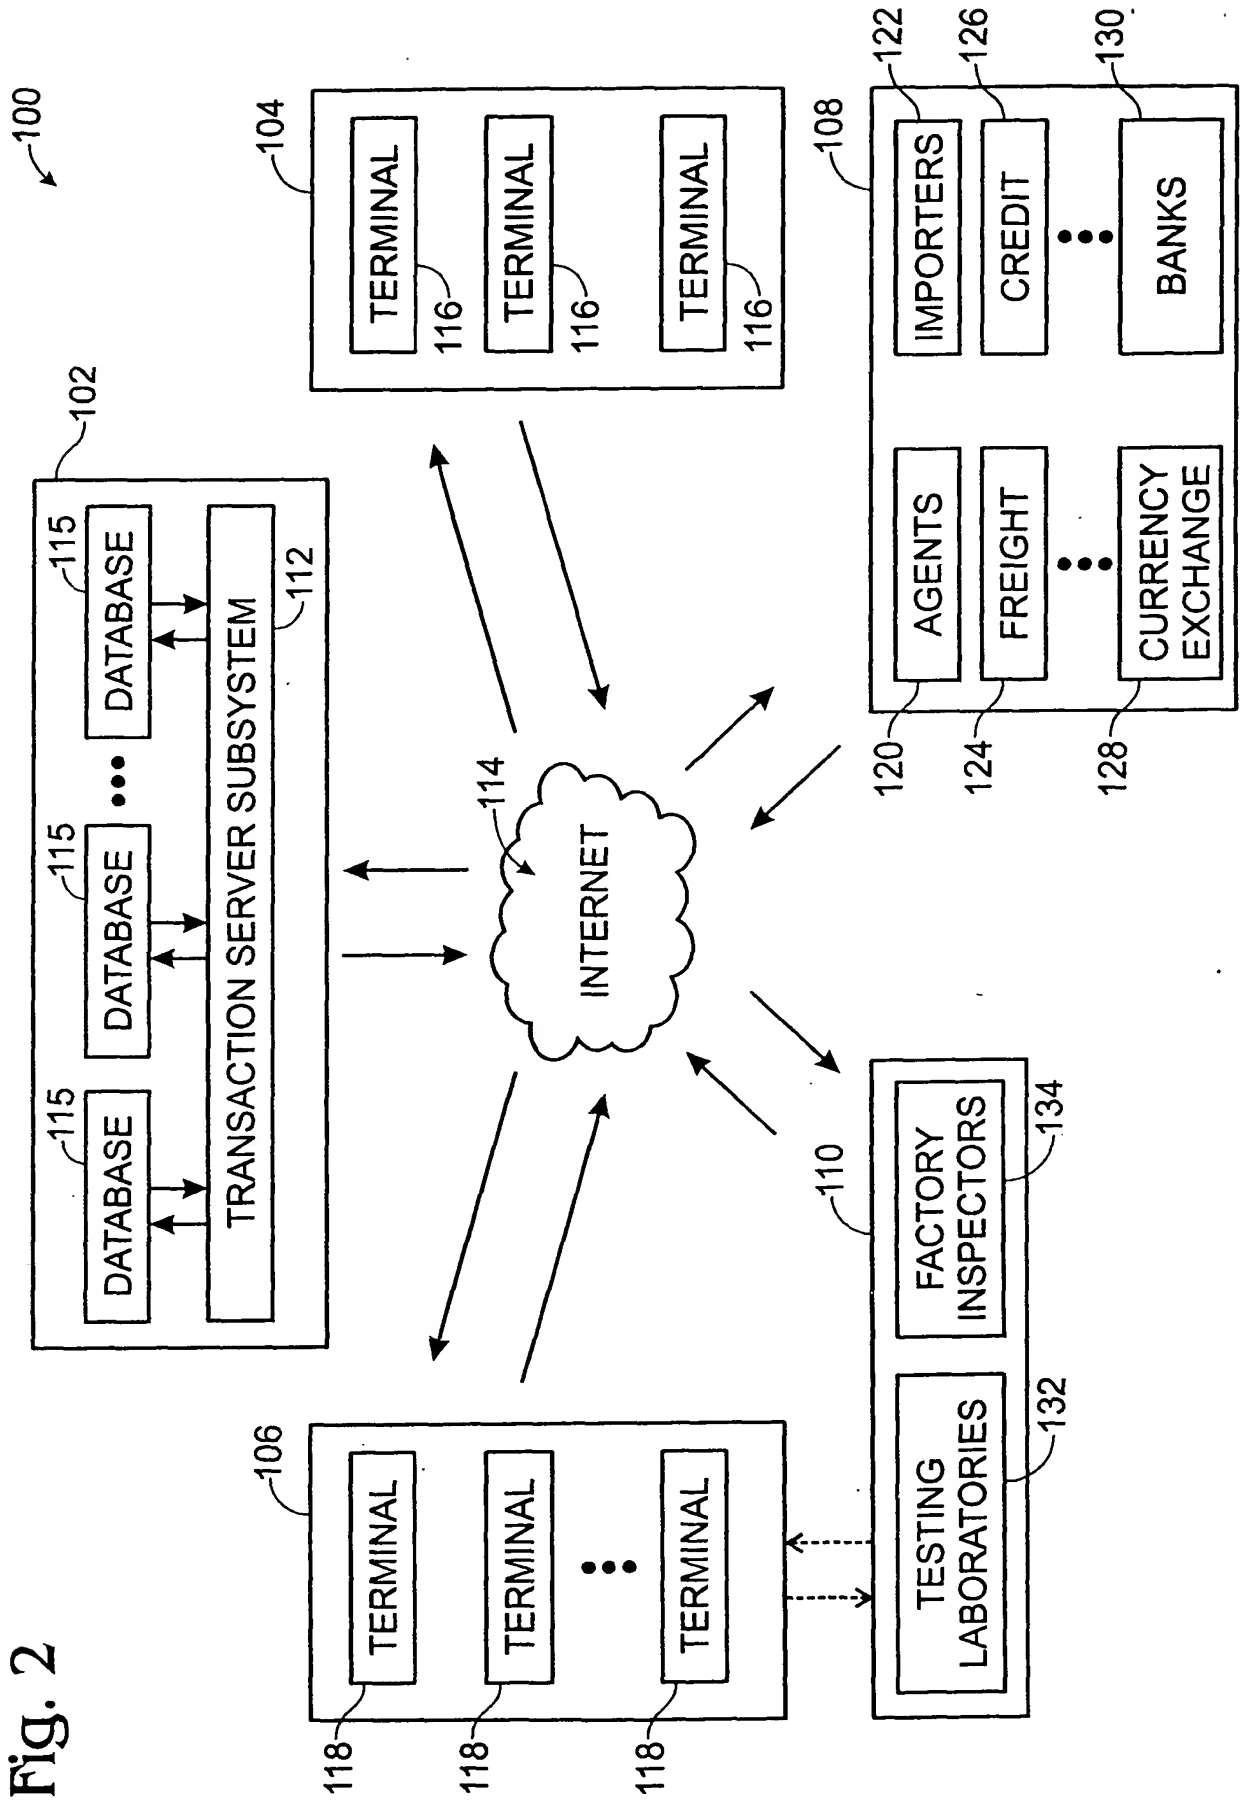 Fig. 2
100
102
115
115
115
DATABASE
DATABASE
DATABASE
TRANSACTION SERVER SUBSYSTEM
112
106
104
TERMINAL
118
TERMINAL
118
TERMINAL
118
114
INTERNET
TERMINAL
116
TERMINAL
116
TERMINAL
116
110
TESTING
LABORATORIES
132
FACTORY
INSPECTORS
134
108
120
AGENTS
IMPORTERS
122
124
FREIGHT
CREDIT
126
128
CURRENCY
EXCHANGE
BANKS
130